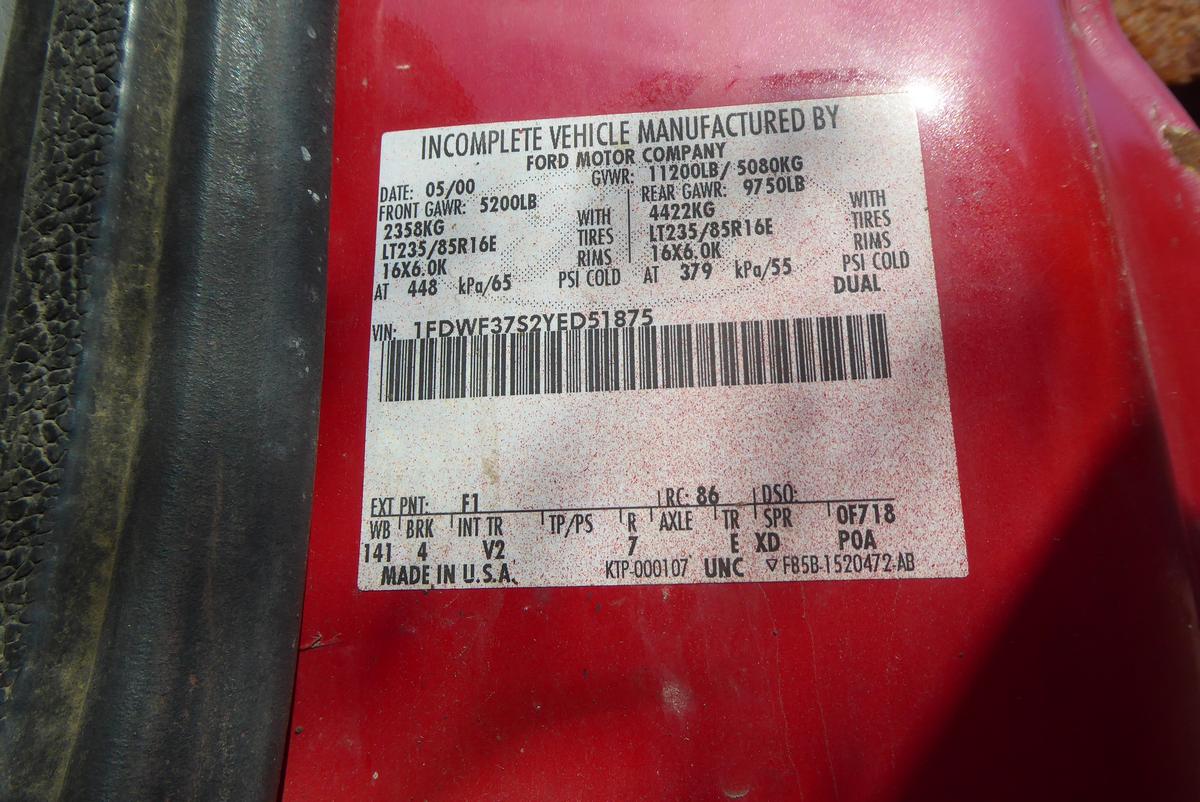 INCOMPLETE VEHICLE MANUFACTURED BY
FORD MOTOR COMPANY
DATE: 05/00 GVWR: 11200LB/ 5080KG
FRONT GAWR: 5200LB REAR GAWR: 9750LB
2358KG WITH 4422KG WITH
LT235/85R16E TIRES LT235/85R16E TIRES
16X6.0K RIMS 16X6.0K RIMS
AT 448 kPa/65 PSI COLD AT 379 kPa/55 PSI COLD
DUAL
VIN: 1FDWF37S2YED51875
EXT PNT: F1 RC: 86 DSO:
WB BRK INT TR TP/PS R AXLE TR SPR 0F718
141 4 V2 7 E XD P0A
MADE IN U.S.A. KTP-000107 UNC ▽ F85B-1520472-AB